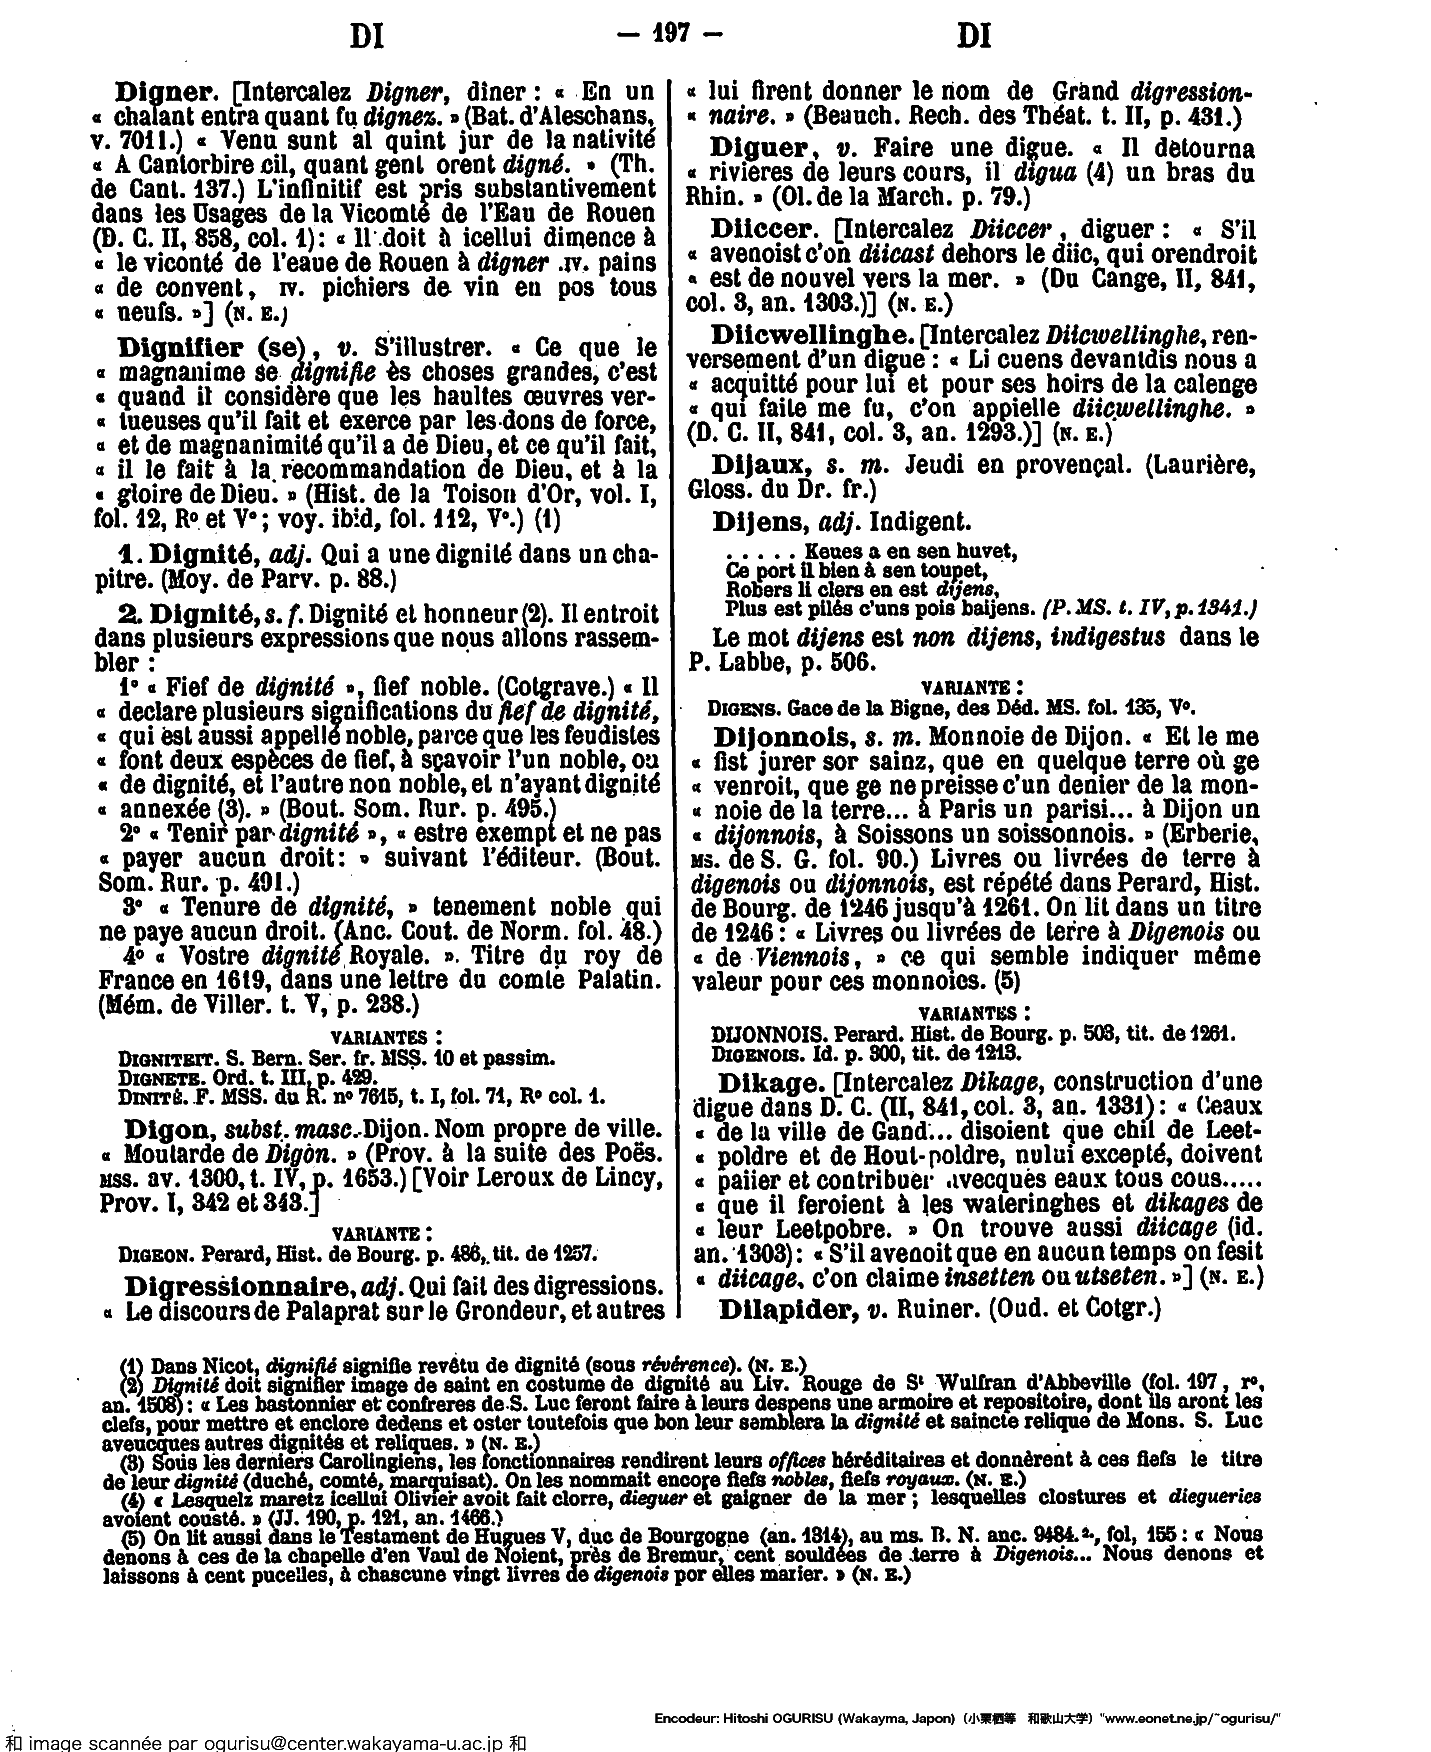 DI — 197 — DI
Digner. [Intercalez Digner, dîner : « En un
« chalant entra quant fu dignez. » (Bat. d'Aleschans,
v. 7011.) « Venu sunt al quint jur de la nativité
« A Cantorbire cil, quant gent orent digné. » (Th.
de Cant. 137.) L'infinitif est pris substantivement
dans les Usages de la Vicomté de l'Eau de Rouen
(D. C. II, 858, col. 1) : « Il doit à icellui dimence à
« le viconté de l'eaue de Rouen à digner .IV. pains
« de convent, IV. pichiers de vin en pos tous
« neufs. »] (N. E.)
Dignifier (se), v. S'illustrer. « Ce que le
« magnanime se dignifie ès choses grandes, c'est
« quand il considère que les haultes œuvres ver-
« tueuses qu'il fait et exerce par les dons de force,
« et de magnanimité qu'il a de Dieu, et ce qu'il fait,
« il le fait à la recommandation de Dieu, et à la
« gloire de Dieu. » (Hist. de la Toison d'Or, vol. I,
fol. 12, Rº et Vº ; voy. ibid, fol. 112, Vº.) (1)
1. Dignité, adj. Qui a une dignité dans un cha-
pitre. (Moy. de Parv. p. 88.)
2. Dignité, s. f. Dignité et honneur (2). Il entroit
dans plusieurs expressions que nous allons rassem-
bler :
1º « Fief de dignité », fief noble. (Cotgrave.) « Il
« declare plusieurs significations du fief de dignité,
« qui est aussi appellé noble, parce que les feudistes
« font deux espèces de fief, à sçavoir l'un noble, ou
« de dignité, et l'autre non noble, et n'ayant dignité
« annexée (3). » (Bout. Som. Rur. p. 495.)
2º « Tenir par dignité », « estre exempt et ne pas
« payer aucun droit : » suivant l'éditeur. (Bout.
Som. Rur. p. 491.)
3º « Tenure de dignité, » tenement noble qui
ne paye aucun droit. (Anc. Cout. de Norm. fol. 48.)
4º « Vostre dignité Royale. ». Titre du roy de
France en 1619, dans une lettre du comte Palatin.
(Mém. de Viller. t. V, p. 238.)
VARIANTES :
DIGNITEIT. S. Bern. Ser. fr. MSS. 10 et passim.
DIGNETE. Ord. t. III, p. 429.
DINITÉ. F. MSS. du R. nº 7615, t. I, fol. 71, Rº col. 1.
Digon, subst. masc. Dijon. Nom propre de ville.
« Moutarde de Digòn. » (Prov. à la suite des Poës.
MSS. av. 1300, t. IV, p. 1653.) [Voir Leroux de Lincy,
Prov. I, 342 et 343.]
VARIANTE :
DIGEON. Perard, Hist. de Bourg. p. 486, tit. de 1257.
Digressionnaire, adj. Qui fait des digressions.
« Le discours de Palaprat sur le Grondeur, et autres
« lui firent donner le nom de Grand digression-
« naire. » (Beauch. Rech. des Théat. t. II, p. 431.)
Diguer, v. Faire une digue. « Il detourna
« rivieres de leurs cours, il digua (4) un bras du
Rhin. » (Ol. de la March. p. 79.)
Diiccer. [Intercalez Diiccer, diguer : « S'il
« avenoist c'on diicast dehors le diic, qui orendroit
« est de nouvel vers la mer. » (Du Cange, II, 841,
col. 3, an. 1303.)] (N. E.)
Diicwellinghe. [Intercalez Diicwellinghe, ren-
versement d'un digue : « Li cuens devantdis nous a
« acquitté pour lui et pour ses hoirs de la calenge
« qui faite me fu, c'on appielle diicwellinghe. »
(D. C. II, 841, col. 3, an. 1293.)] (N. E.)
Dijaux, s. m. Jeudi en provençal. (Laurière,
Gloss. du Dr. fr.)
Dijens, adj. Indigent.
. . . . . Keues a en sen huvet,
Ce port il bien à sen toupet,
Robers li clers en est dijens,
Plus est pilés c'uns pois baijens. (P. MS. t. IV, p. 1341.)
Le mot dijens est non dijens, indigestus dans le
P. Labbe, p. 506.
VARIANTE :
DIGENS. Gace de la Bigne, des Déd. MS. fol. 135, Vº.
Dijonnois, s. m. Monnoie de Dijon. « Et le me
« fist jurer sor sainz, que en quelque terre où ge
« venroit, que ge ne preisse c'un denier de la mon-
« noie de la terre... à Paris un parisi... à Dijon un
« dijonnois, à Soissons un soissonnois. » (Erberie,
MS. de S. G. fol. 90.) Livres ou livrées de terre à
digenois ou dijonnois, est répété dans Perard, Hist.
de Bourg. de 1246 jusqu'à 1261. On lit dans un titre
de 1246 : « Livres ou livrées de terre à Digenois ou
« de Viennois, » ce qui semble indiquer même
valeur pour ces monnoies. (5)
VARIANTES :
DIJONNOIS. Perard. Hist. de Bourg. p. 503, tit. de 1261.
DIGENOIS. Id. p. 300, tit. de 1213.
Dikage. [Intercalez Dikage, construction d'une
digue dans D. C. (II, 841, col. 3, an. 1331) : « Ceaux
« de la ville de Gand... disoient que chil de Leet-
« poldre et de Hout-poldre, nului excepté, doivent
« paiier et contribuer avecques eaux tous cous.....
« que il feroient à les wateringhes et dikages de
« leur Leetpobre. » On trouve aussi diicage (id.
an. 1303) : « S'il avenoit que en aucun temps on fesit
« diicage, c'on claime insetten ou utseten. »] (N. E.)
Dilapider, v. Ruiner. (Oud. et Cotgr.)
(1) Dans Nicot, dignifié signifie revêtu de dignité (sous révérence). (N. E.)
(2) Dignité doit signifier image de saint en costume de dignité au Liv. Rouge de St Wulfran d'Abbeville (fol. 197, rº,
an. 1508) : « Les bastonnier et confreres de S. Luc feront faire à leurs despens une armoire et repositoire, dont ils aront les
clefs, pour mettre et enclore dedens et oster toutefois que bon leur semblera la dignité et saincte relique de Mons. S. Luc
aveucques autres dignités et reliques. » (N. E.)
(3) Sous les derniers Carolingiens, les fonctionnaires rendirent leurs offices héréditaires et donnèrent à ces fiefs le titre
de leur dignité (duché, comté, marquisat). On les nommait encore fiefs nobles, fiefs royaux. (N. E.)
(4) « Lesquelz maretz icellui Olivier avoit fait clorre, dieguer et gaigner de la mer ; lesquelles clostures et diegueries
avoient cousté. » (JJ. 190, p. 121, an. 1466.)
(5) On lit aussi dans le Testament de Hugues V, duc de Bourgogne (an. 1314), au ms. B. N. anc. 9484.², fol, 155 : « Nous
denons à ces de la chapelle d'en Vaul de Noient, près de Bremur, cent souldées de terre à Digenois... Nous denons et
laissons à cent pucelles, à chascune vingt livres de digenois por elles marier. » (N. E.)
Encodeur: Hitoshi OGURISU (Wakayma, Japon) (小栗栖等 和歌山大学) "www.eonet.ne.jp/~ogurisu/"
和 image scannée par ogurisu@center.wakayama-u.ac.jp 和